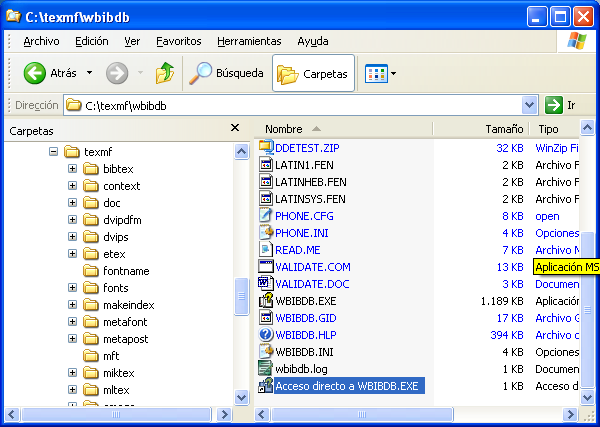 C:\texmf\wbibdb
Archivo Edición Ver Favoritos Herramientas Ayuda
Atrás Búsqueda Carpetas
Dirección C:\texmf\wbibdb Ir
Carpetas
texmf
bibtex
context
doc
dvipdfm
dvips
etex
fontname
fonts
makeindex
metafont
metapost
mft
miktex
mltex
Nombre Tamaño Tipo
DDETEST.ZIP 32 KB WinZip Fi
LATIN1.FEN 1 KB Archivo F
LATINHEB.FEN 1 KB Archivo F
LATINSYS.FEN 1 KB Archivo F
PHONE.CFG 8 KB open
PHONE.INI 4 KB Opciones
READ.ME 7 KB Archivo M
VALIDATE.COM 13 KB Aplicación MS
VALIDATE.DOC 3 KB Documen
WBIBDB.EXE 1.189 KB Aplicació
WBIBDB.GID 17 KB Archivo G
WBIBDB.HLP 394 KB Archivo d
WBIBDB.INI 4 KB Opciones
wbibdb.log 1 KB Documen
Acceso directo a WBIBDB.EXE 1 KB Acceso d